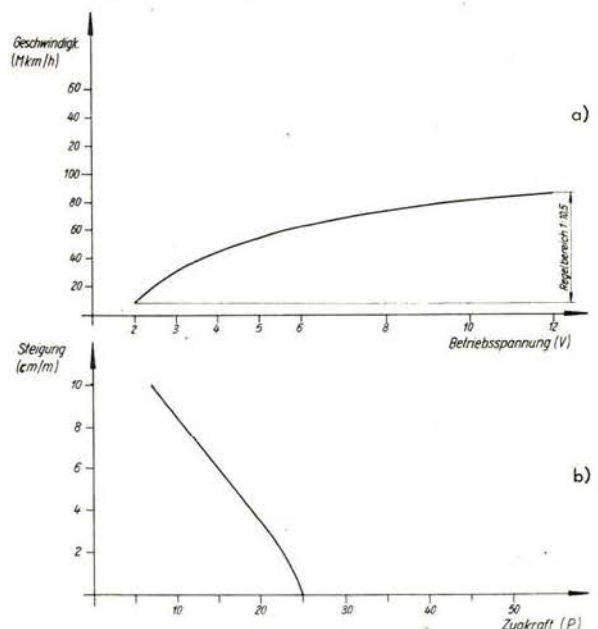 Geschwindigk.
(Mkm/h)
60
40
20
100
80
60
40
20
a)
Regelbereich 1:10,5
2 3 4 5 6 8 10 12
Betriebsspannung (V)
Steigung
(cm/m)
10
8
6
4
2
b)
10 20 30 40 50
Zugkraft (P)